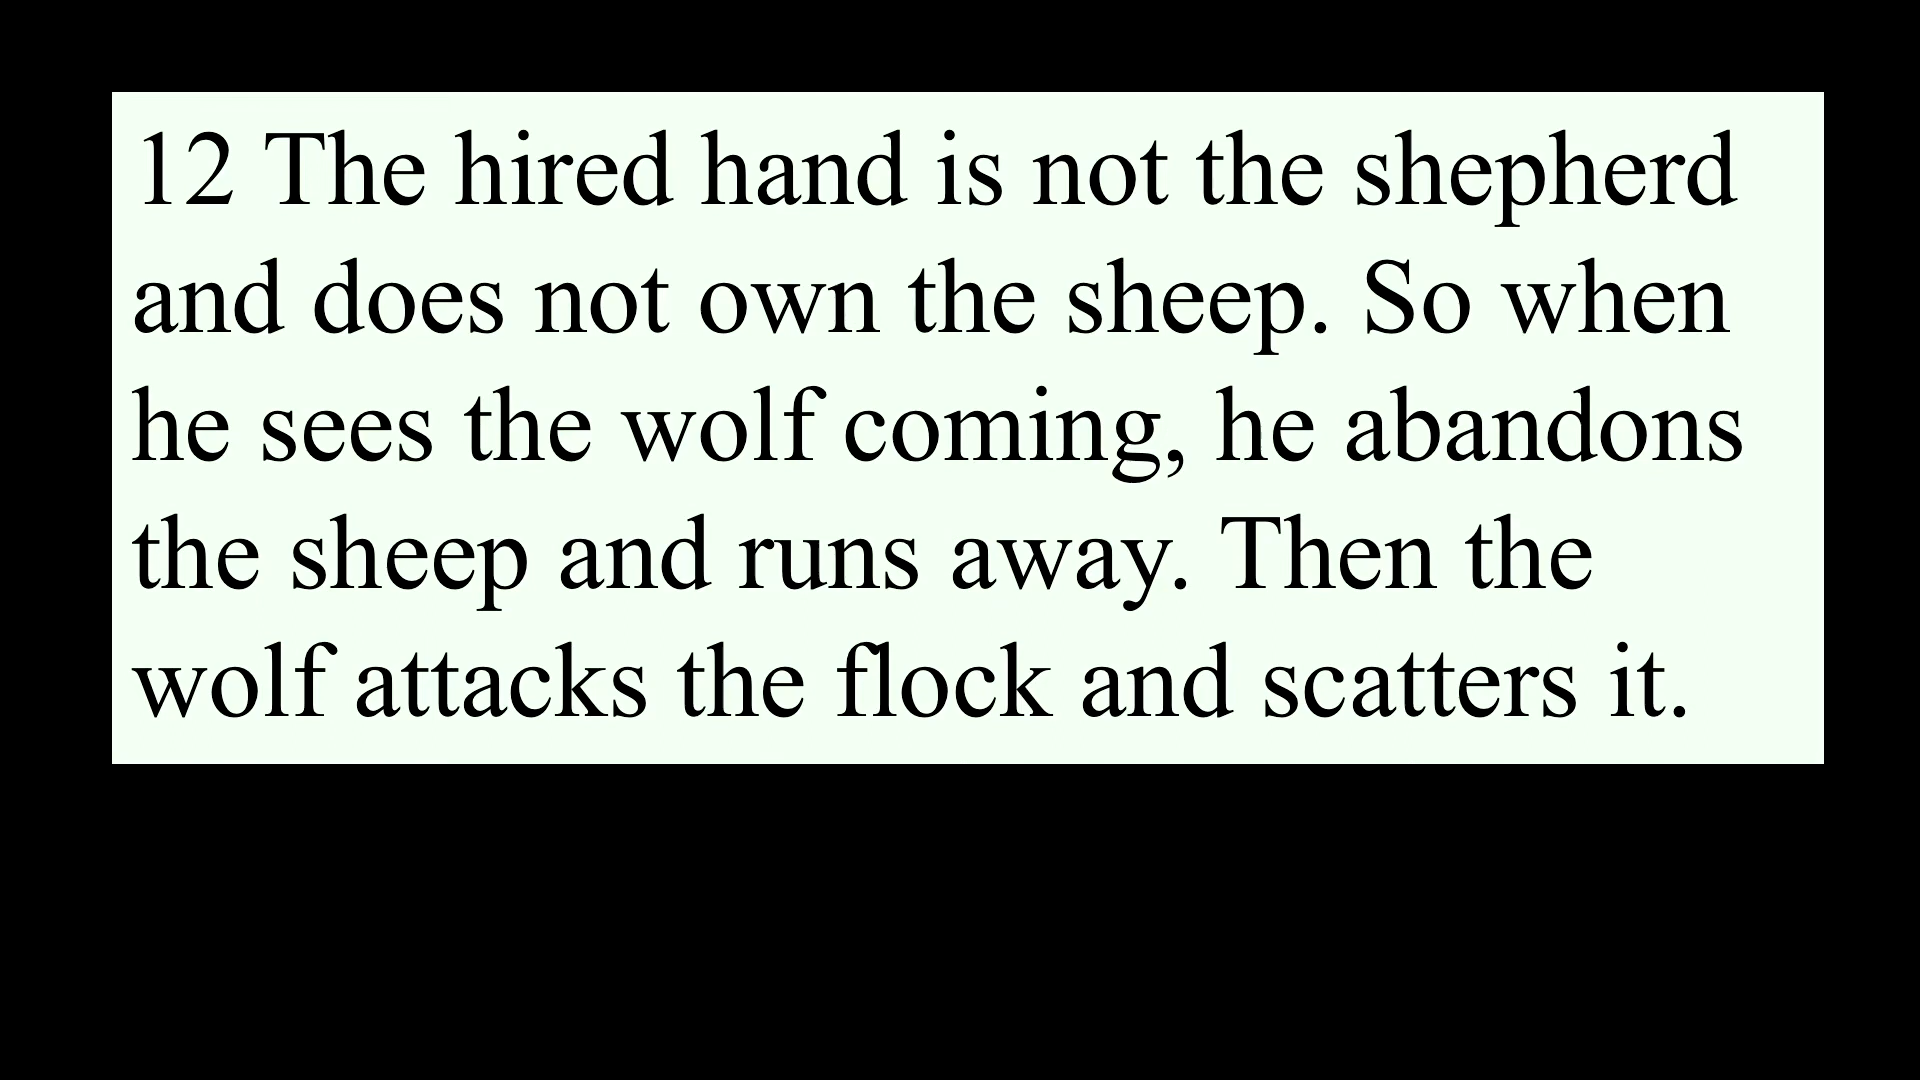 12 The hired hand is not the shepherd
and does not own the sheep. So when
he sees the wolf coming, he abandons
the sheep and runs away. Then the
wolf attacks the flock and scatters it.